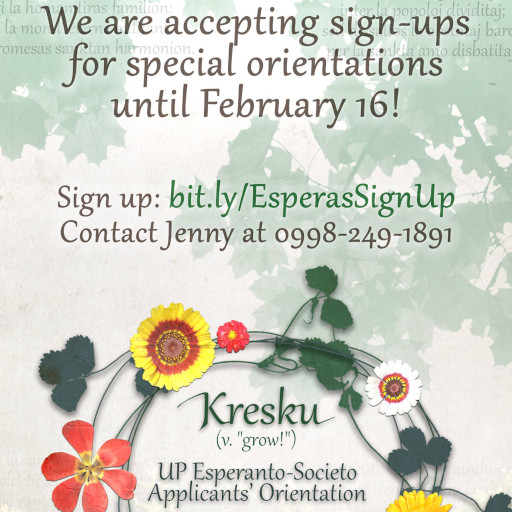 We are accepting sign-ups
for special orientations
until February 16!
Sign up: bit.ly/EsperasSignUp
Contact Jenny at 0998-249-1891
Kresku
(v. "grow!")
UP Esperanto-Societo
Applicants' Orientation